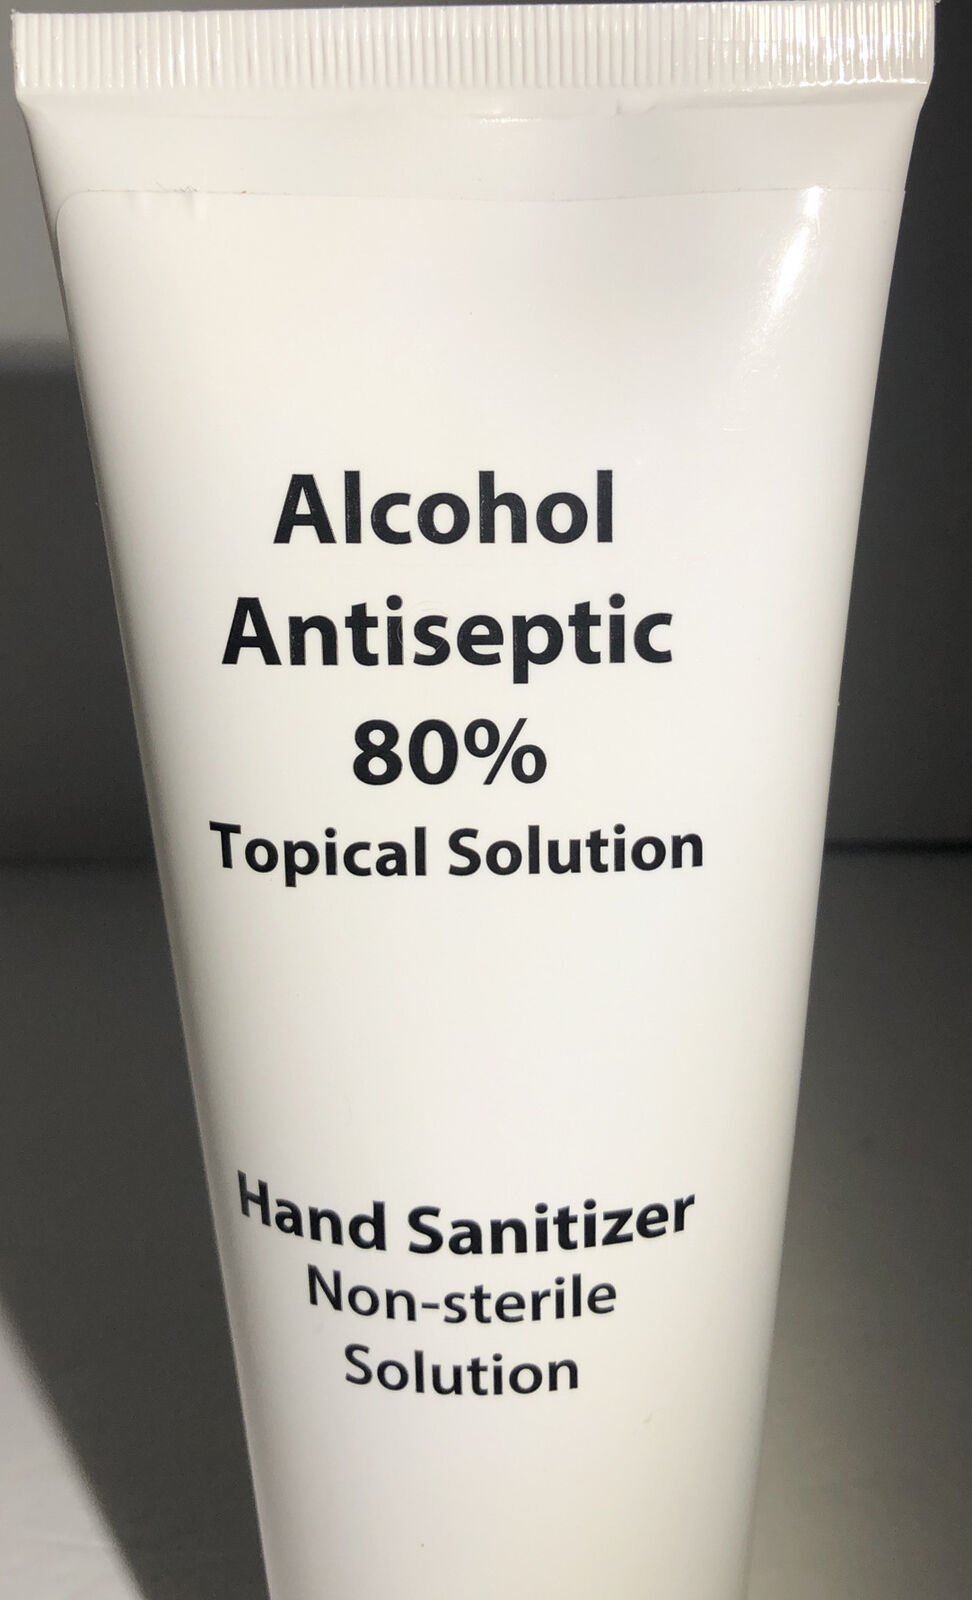 Alcohol
Antiseptic
80%
Topical Solution
Hand Sanitizer
Non-sterile
Solution